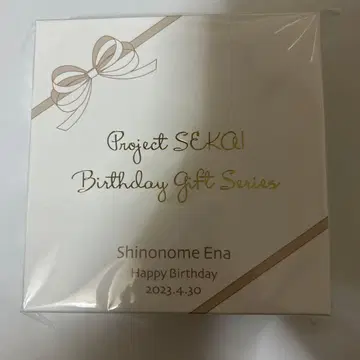 Project SEKAI
Birthday Gift Series
Shinonome Ena
Happy Birthday
2023.4.30